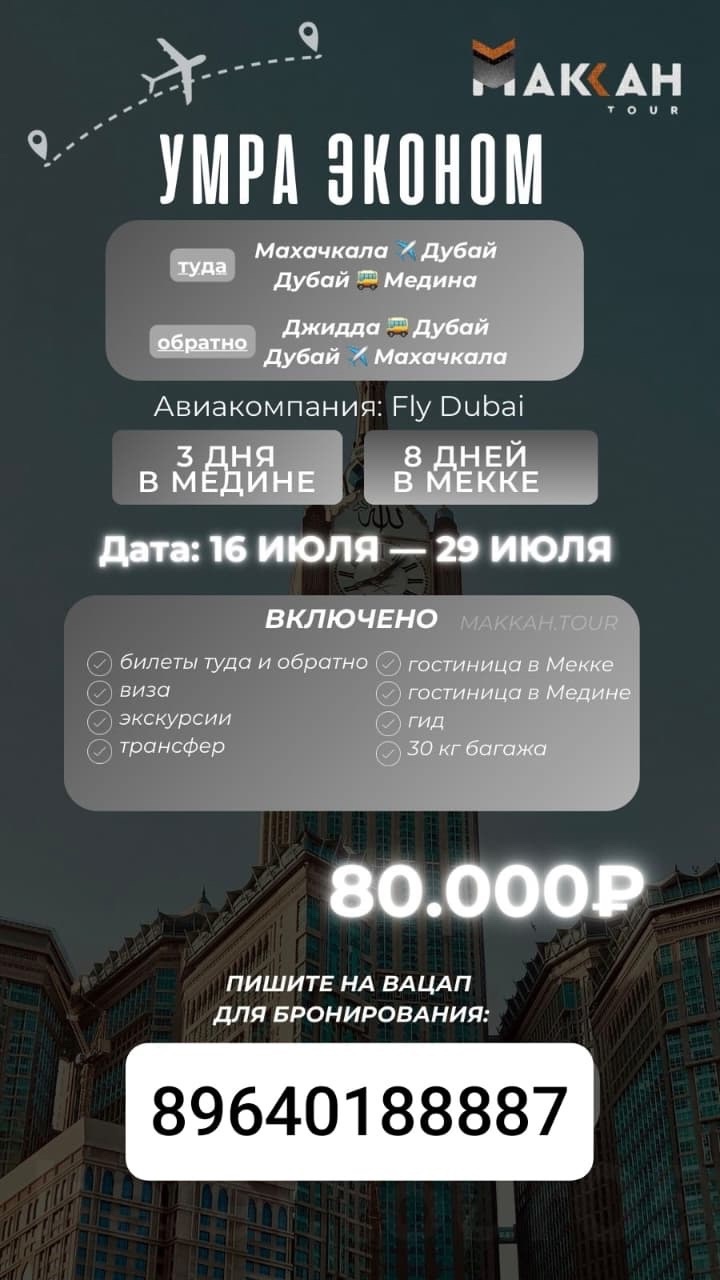 МАККАН
TOUR
УМРА ЭКОНОМ
туда
Махачкала ✈️ Дубай
Дубай 🚌 Медина
обратно
Джидда 🚌 Дубай
Дубай ✈️ Махачкала
Авиакомпания: Fly Dubai
3 ДНЯ
В МЕДИНЕ
8 ДНЕЙ
В МЕККЕ
Дата: 16 ИЮЛЯ — 29 ИЮЛЯ
ВКЛЮЧЕНО
MAKKAH.TOUR
билеты туда и обратно
виза
экскурсии
трансфер
гостиница в Мекке
гостиница в Медине
гид
30 кг багажа
80.000₽
ПИШИТЕ НА ВАЦАП
ДЛЯ БРОНИРОВАНИЯ:
89640188887